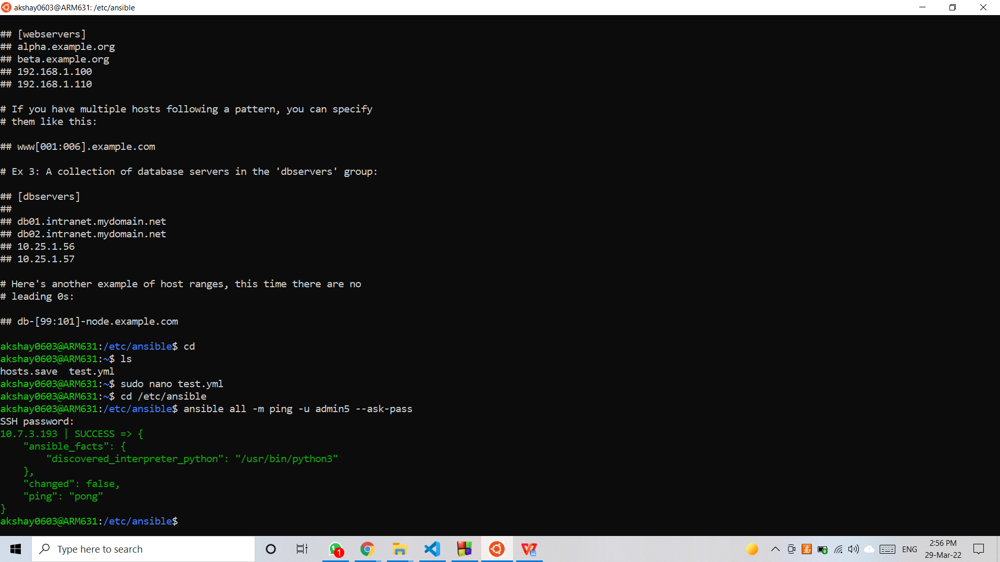 akshay0603@ARM631: /etc/ansible
## [webservers]
## alpha.example.org
## beta.example.org
## 192.168.1.100
## 192.168.1.110
# If you have multiple hosts following a pattern, you can specify
# them like this:
## www[001:006].example.com
# Ex 3: A collection of database servers in the 'dbservers' group:
## [dbservers]
##
## db01.intranet.mydomain.net
## db02.intranet.mydomain.net
## 10.25.1.56
## 10.25.1.57
# Here's another example of host ranges, this time there are no
# leading 0s:
## db-[99:101]-node.example.com
akshay0603@ARM631:/etc/ansible$ cd
akshay0603@ARM631:~$ ls
hosts.save  test.yml
akshay0603@ARM631:~$ sudo nano test.yml
akshay0603@ARM631:~$ cd /etc/ansible
akshay0603@ARM631:/etc/ansible$ ansible all -m ping -u admin5 --ask-pass
SSH password:
10.7.3.193 | SUCCESS => {
    "ansible_facts": {
        "discovered_interpreter_python": "/usr/bin/python3"
    },
    "changed": false,
    "ping": "pong"
}
akshay0603@ARM631:/etc/ansible$
Type here to search
1
ENG
2:56 PM
29-Mar-22